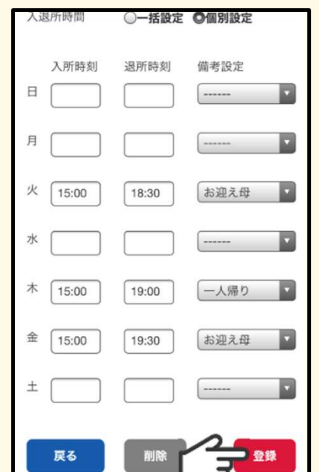 入退所時間 一括設定 個別設定
入所時刻 退所時刻 備考設定
日 ------
月 ------
火 15:00 18:30 お迎え母
水 ------
木 15:00 19:00 一人帰り
金 15:00 19:30 お迎え母
土 ------
戻る 削除 登録